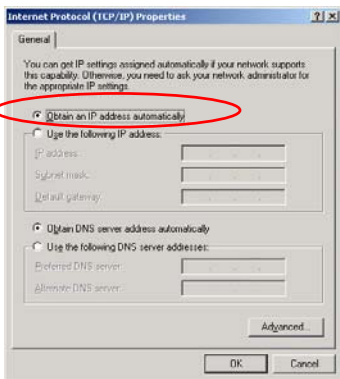 Internet Protocol (TCP/IP) Properties
? x
General
You can get IP settings assigned automatically if your network supports
this capability. Otherwise, you need to ask your network administrator for
the appropriate IP settings.
Obtain an IP address automatically
Use the following IP address:
IP address:
Subnet mask:
Default gateway:
Obtain DNS server address automatically
Use the following DNS server addresses:
Preferred DNS server:
Alternate DNS server:
Advanced...
OK
Cancel